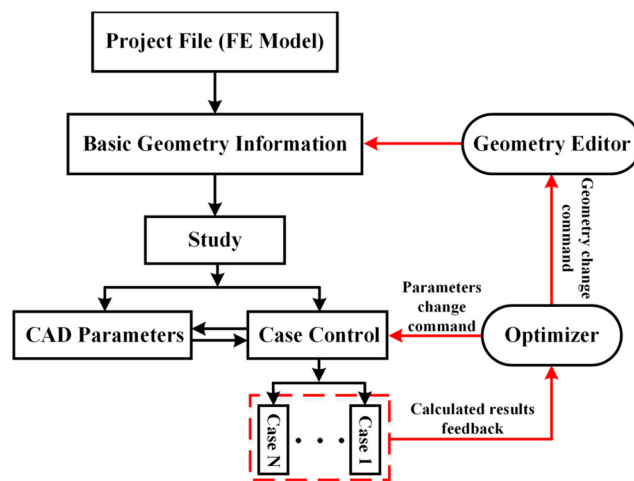 Project File (FE Model)
Basic Geometry Information
Geometry Editor
Geometry change
command
Study
Parameters
change
command
CAD Parameters
Case Control
Optimizer
Case N
• • •
Case 1
Calculated results
feedback